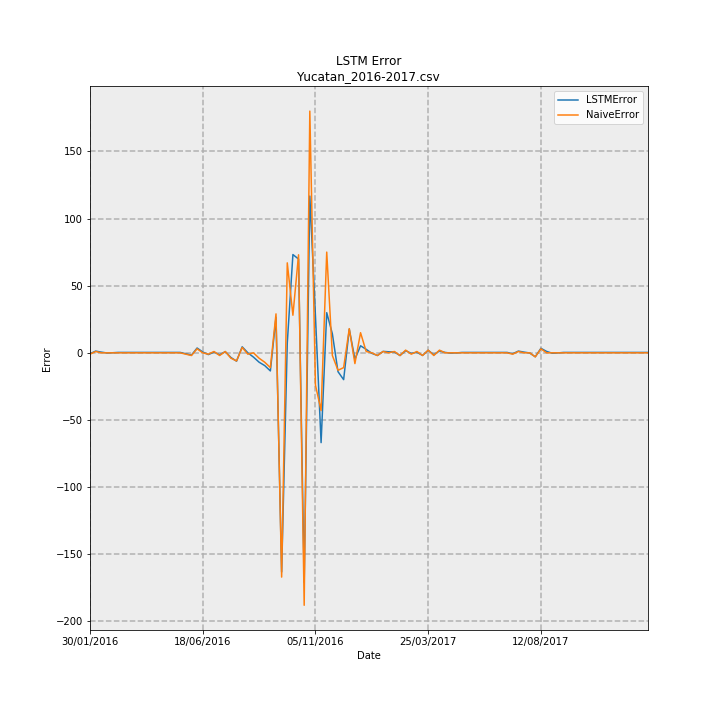 LSTM Error
Yucatan_2016-2017.csv
LSTMError
NaiveError
Error
150
100
50
0
−50
−100
−150
−200
30/01/2016
18/06/2016
05/11/2016
25/03/2017
12/08/2017
Date